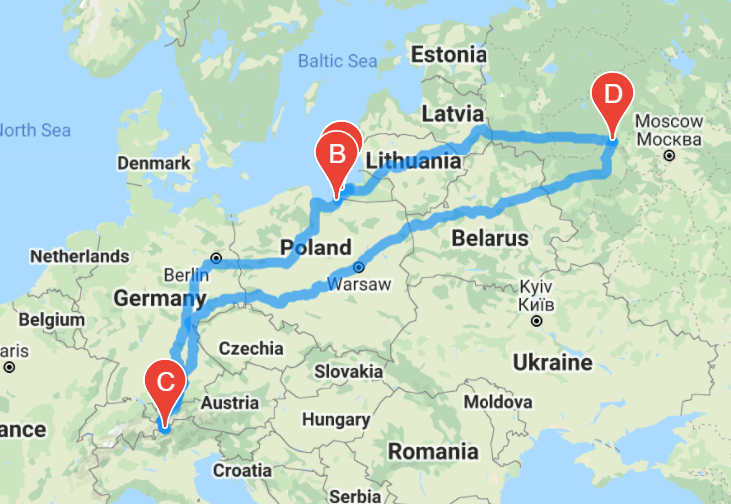 Baltic Sea
Estonia
Latvia
D
Moscow
Москва
North Sea
Denmark
B
Lithuania
Netherlands
Berlin
Poland
Belarus
Warsaw
Germany
Kyiv
Київ
Belgium
Czechia
aris
Slovakia
Ukraine
C
Austria
Moldova
ance
Hungary
Croatia
Romania
Serbia